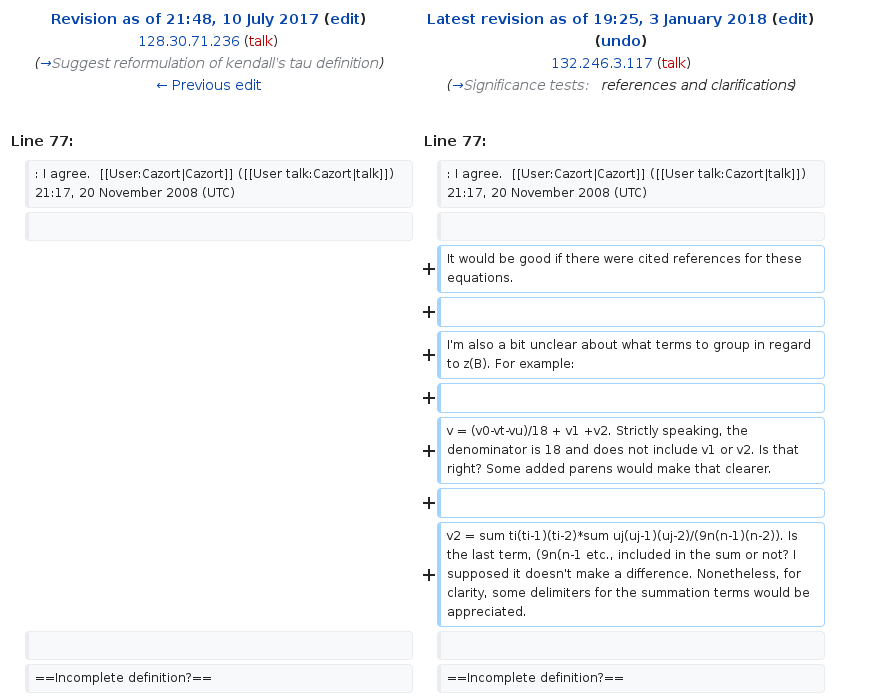 Revision as of 21:48, 10 July 2017 (edit)
128.30.71.236 (talk)
(→Suggest reformulation of kendall's tau definition)
← Previous edit
Latest revision as of 19:25, 3 January 2018 (edit)
(undo)
132.246.3.117 (talk)
(→Significance tests: references and clarifications)
Line 77:
Line 77:
: I agree.  [[User:Cazort|Cazort]] ([[User talk:Cazort|talk]])
21:17, 20 November 2008 (UTC)
: I agree.  [[User:Cazort|Cazort]] ([[User talk:Cazort|talk]])
21:17, 20 November 2008 (UTC)
+
It would be good if there were cited references for these
equations.
+
+
I'm also a bit unclear about what terms to group in regard
to z(B). For example:
+
+
v = (v0-vt-vu)/18 + v1 +v2. Strictly speaking, the
denominator is 18 and does not include v1 or v2. Is that
right? Some added parens would make that clearer.
+
+
v2 = sum ti(ti-1)(ti-2)*sum uj(uj-1)(uj-2)/(9n(n-1)(n-2)). Is
the last term, (9n(n-1 etc., included in the sum or not? I
supposed it doesn't make a difference. Nonetheless, for
clarity, some delimiters for the summation terms would be
appreciated.
==Incomplete definition?==
==Incomplete definition?==